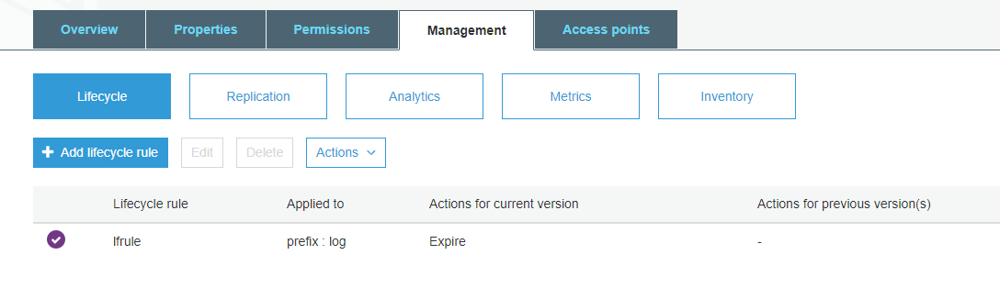 Overview Properties Permissions Management Access points
Lifecycle Replication Analytics Metrics Inventory
Add lifecycle rule Edit Delete Actions
Lifecycle rule Applied to Actions for current version Actions for previous version(s)
lfrule prefix : log Expire -